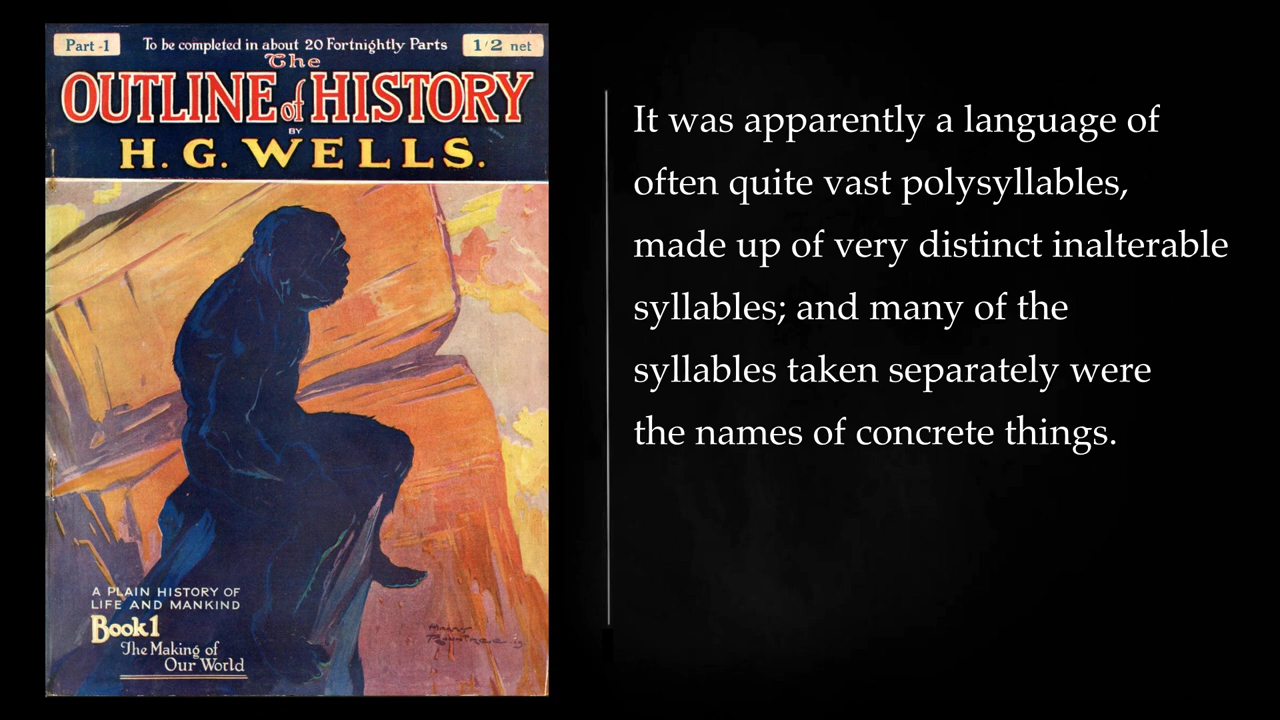 Part -1
To be completed in about 20 Fortnightly Parts
1/2 net
The
OUTLINE of HISTORY
BY
H. G. WELLS.
A PLAIN HISTORY OF
LIFE AND MANKIND
Book 1
The Making of
Our World
It was apparently a language of
often quite vast polysyllables,
made up of very distinct inalterable
syllables; and many of the
syllables taken separately were
the names of concrete things.